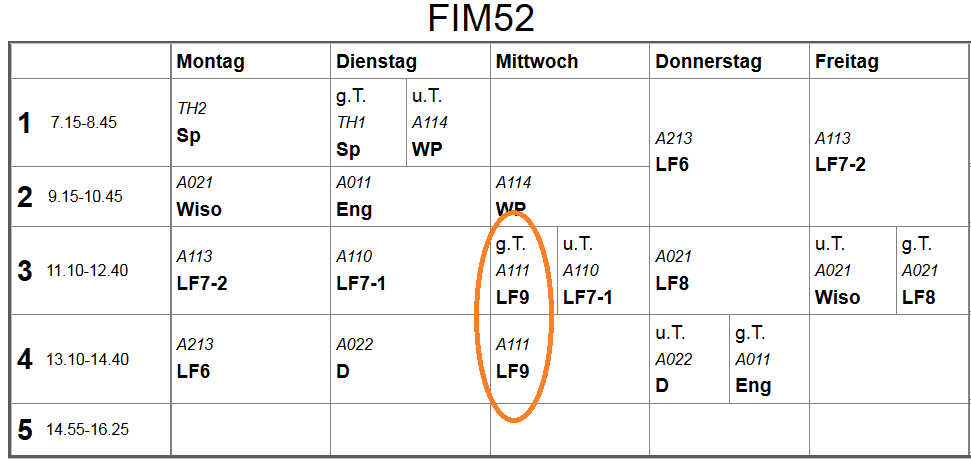 FIM52
Montag Dienstag Mittwoch Donnerstag Freitag
1 7.15-8.45
TH2
Sp
g.T.
TH1
Sp
u.T.
A114
WP
A213
LF6
A113
LF7-2
2 9.15-10.45
A021
Wiso
A011
Eng
A114
WP
3 11.10-12.40
A113
LF7-2
A110
LF7-1
g.T.
A111
LF9
u.T.
A110
LF7-1
A021
LF8
u.T.
A021
Wiso
g.T.
A021
LF8
4 13.10-14.40
A213
LF6
A022
D
A111
LF9
u.T.
A022
D
g.T.
A011
Eng
5 14.55-16.25